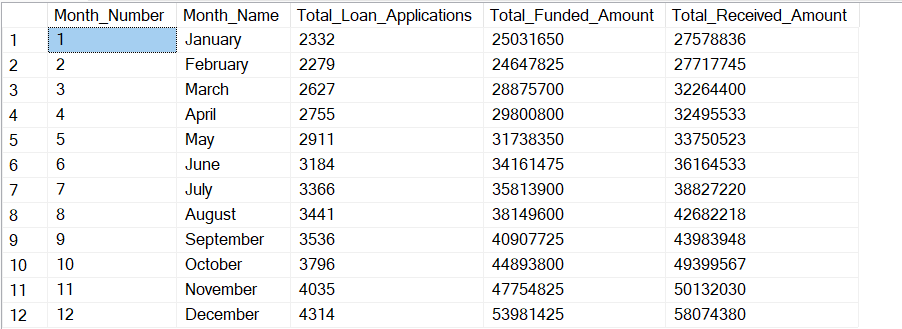 Month_Number Month_Name Total_Loan_Applications Total_Funded_Amount Total_Received_Amount
1 1 January 2332 25031650 27578836
2 2 February 2279 24647825 27717745
3 3 March 2627 28875700 32264400
4 4 April 2755 29800800 32495533
5 5 May 2911 31738350 33750523
6 6 June 3184 34161475 36164533
7 7 July 3366 35813900 38827220
8 8 August 3441 38149600 42682218
9 9 September 3536 40907725 43983948
10 10 October 3796 44893800 49399567
11 11 November 4035 47754825 50132030
12 12 December 4314 53981425 58074380